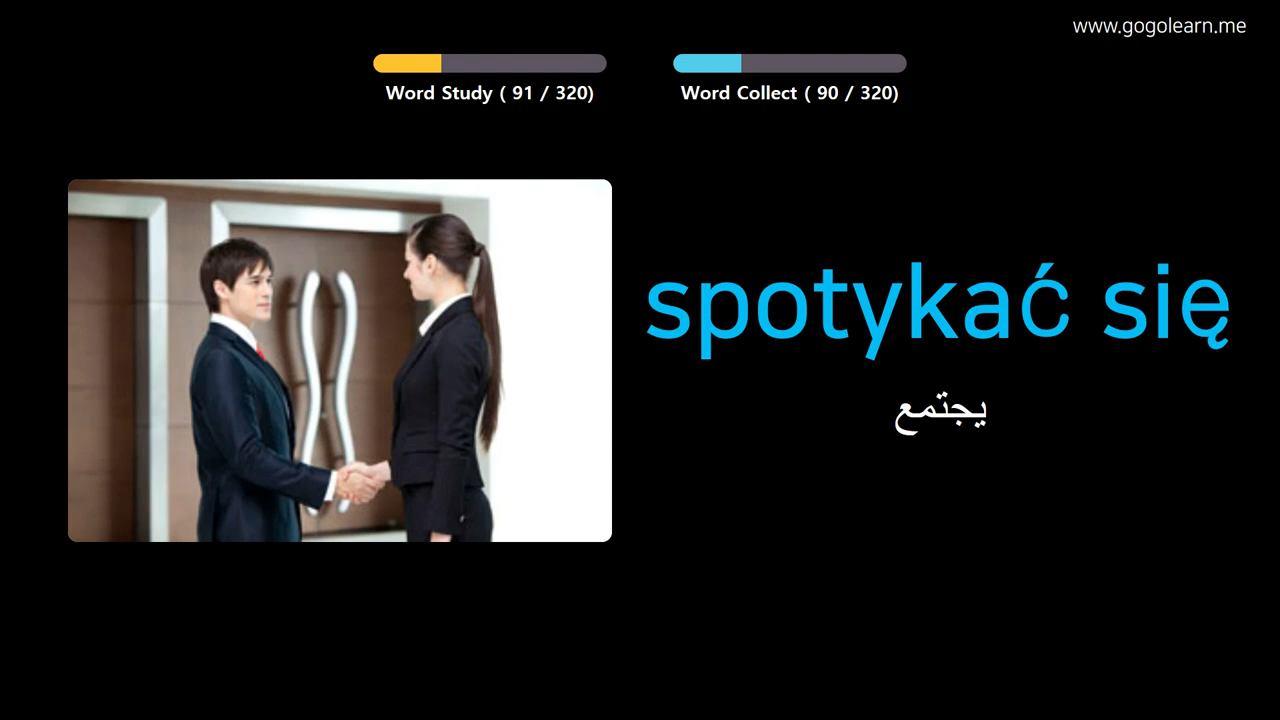 www.gogolearn.me
Word Study ( 91 / 320)
Word Collect ( 90 / 320)
spotykać się
يجتمع